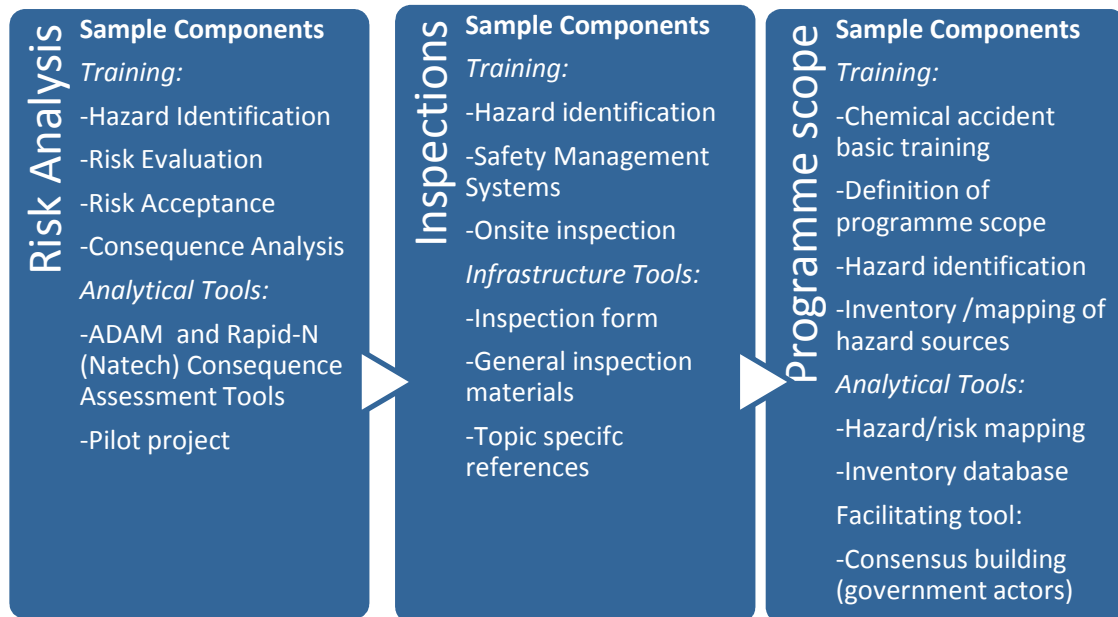 Risk Analysis
Sample Components
Training:
-Hazard Identification
-Risk Evaluation
-Risk Acceptance
-Consequence Analysis
Analytical Tools:
-ADAM  and Rapid-N
(Natech) Consequence
Assessment Tools
-Pilot project
Inspections
Sample Components
Training:
-Hazard identification
-Safety Management
Systems
-Onsite inspection
Infrastructure Tools:
-Inspection form
-General inspection
materials
-Topic specifc
references
Programme scope
Sample Components
Training:
-Chemical accident
basic training
-Definition of
programme scope
-Hazard identification
-Inventory /mapping of
hazard sources
Analytical Tools:
-Hazard/risk mapping
-Inventory database
Facilitating tool:
-Consensus building
(government actors)